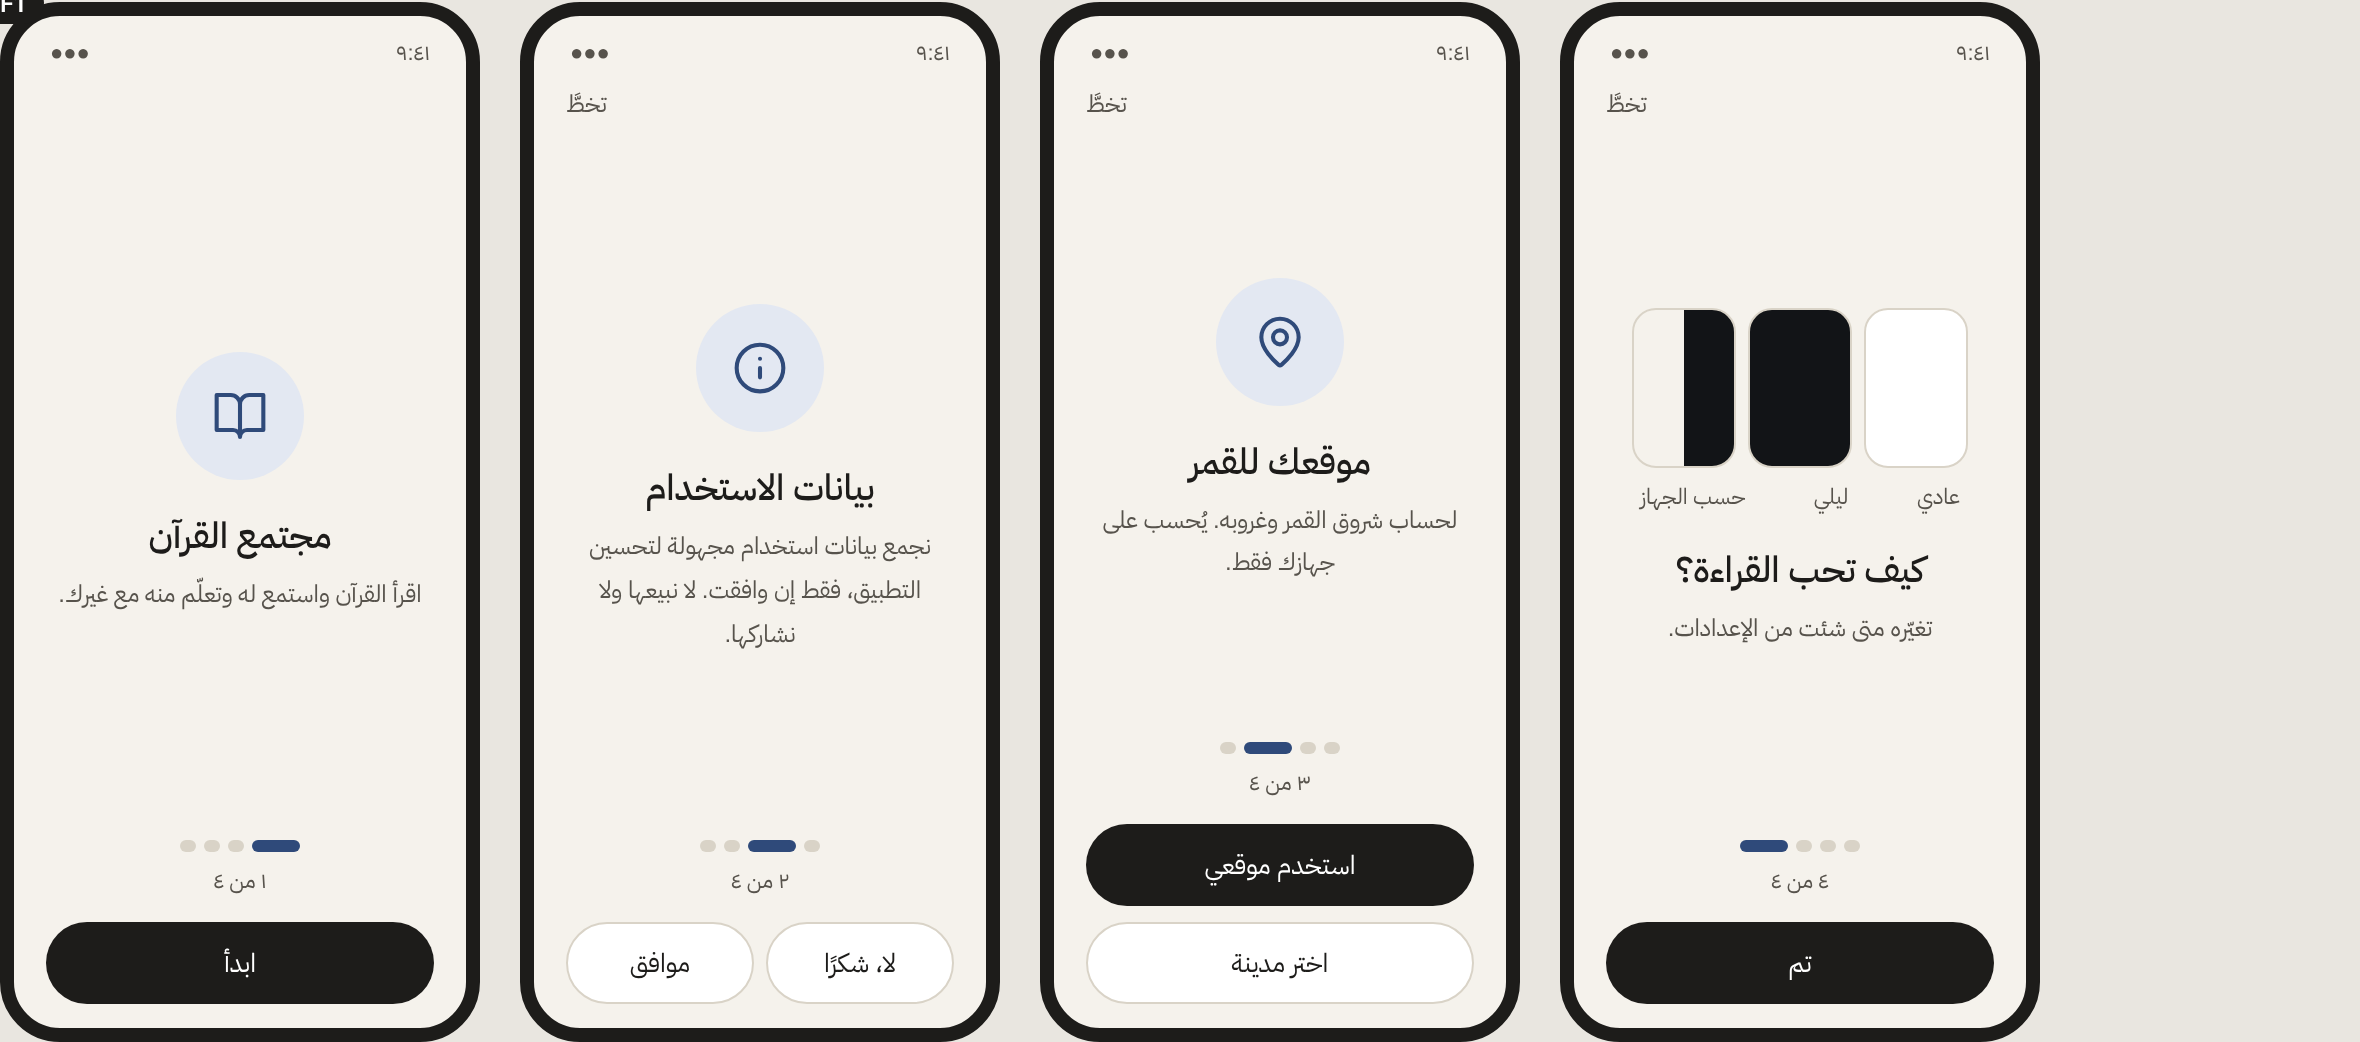 FT
٩:٤١
مجتمع القرآن
اقرأ القرآن واستمع له وتعلّم منه مع غيرك.
١ من ٤
ابدأ
٩:٤١
تخطَّ
بيانات الاستخدام
نجمع بيانات استخدام مجهولة لتحسين
التطبيق، فقط إن وافقت. لا نبيعها ولا
نشاركها.
٢ من ٤
لا، شكرًا
موافق
٩:٤١
تخطَّ
موقعك للقمر
لحساب شروق القمر وغروبه. يُحسب على
جهازك فقط.
٣ من ٤
استخدم موقعي
اختر مدينة
٩:٤١
تخطَّ
عادي
ليلي
حسب الجهاز
كيف تحب القراءة؟
تغيّره متى شئت من الإعدادات.
٤ من ٤
تم